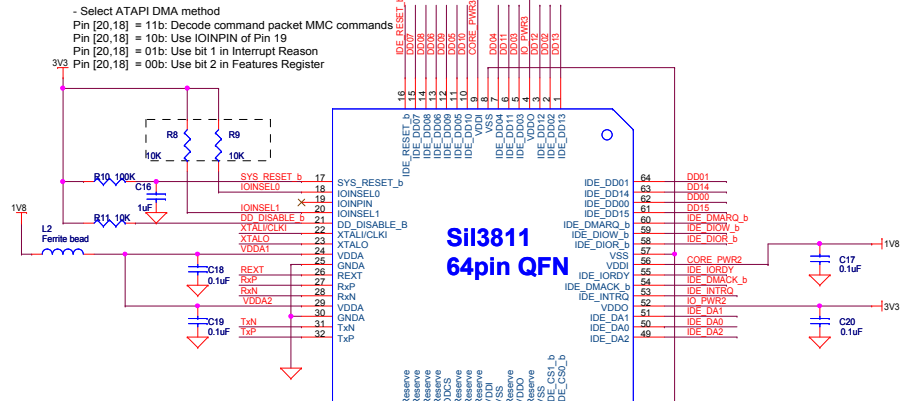 - Select ATAPI DMA method
Pin [20,18] = 11b: Decode command packet MMC commands
Pin [20,18] = 10b: Use IOINPIN of Pin 19
Pin [20,18] = 01b: Use bit 1 in Interrupt Reason
Pin [20,18] = 00b: Use bit 2 in Features Register
3V3
IDE_RESET_b
DD07
DD08
DD06
DD09
DD05
DD10
CORE_PWR3
DD04
DD11
DD03
IO_PWR3
DD12
DD02
DD13
16
15
14
13
12
11
10
9
8
7
6
5
4
3
2
1
IDE_RESET_b
IDE_DD07
IDE_DD08
IDE_DD06
IDE_DD09
IDE_DD05
IDE_DD10
VDDI
VSS
IDE_DD04
IDE_DD11
IDE_DD03
VDDO
IDE_DD12
IDE_DD02
IDE_DD13
R8
10K
R9
10K
R10 100K
C16
1uF
R11 10K
1V8
L2
Ferrite bead
C18
0.1uF
C19
0.1uF
SYS_RESET_b 17 SYS_RESET_b
IOINSEL0 18 IOINSEL0
19 IOINPIN
IOINSEL1 20 IOINSEL1
DD_DISABLE_b 21 DD_DISABLE_B
XTALI/CLKI 22 XTALI/CLKI
XTALO 23 XTALO
VDDA1 24 VDDA
25 GNDA
REXT 26 REXT
RxP 27 RxP
RxN 28 RxN
VDDA2 29 VDDA
30 GNDA
TxN 31 TxN
TxP 32 TxP
SiI3811
64pin QFN
IDE_DD01 64 DD01
IDE_DD14 63 DD14
IDE_DD00 62 DD00
IDE_DD15 61 DD15
IDE_DMARQ_b 60 IDE_DMARQ_b
IDE_DIOW_b 59 IDE_DIOW_b
IDE_DIOR_b 58 IDE_DIOR_b
VSS 57
VDDI 56 CORE_PWR2
IDE_IORDY 55 IDE_IORDY
IDE_DMACK_b 54 IDE_DMACK_b
IDE_INTRQ 53 IDE_INTRQ
VDDO 52 IO_PWR2
IDE_DA1 51 IDE_DA1
IDE_DA0 50 IDE_DA0
IDE_DA2 49 IDE_DA2
1V8
C17
0.1uF
3V3
C20
0.1uF
Reserve
Reserve
Reserve
Reserve
Reserve
Reserve
VSS
Reserve
Reserve
VSS